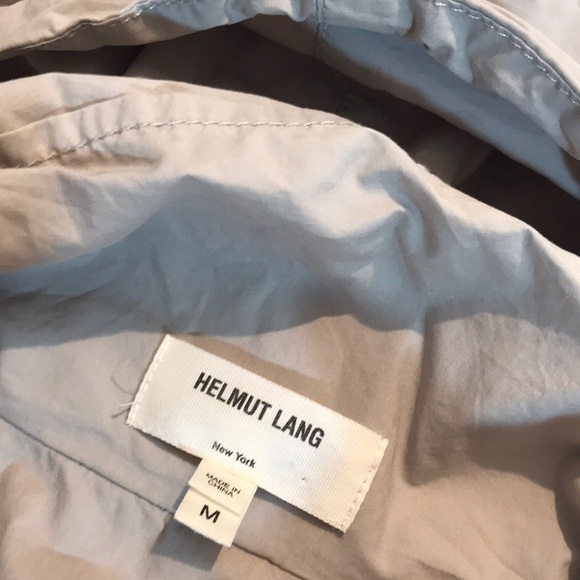 HELMUT LANG
New York
MADE IN
CHINA
M